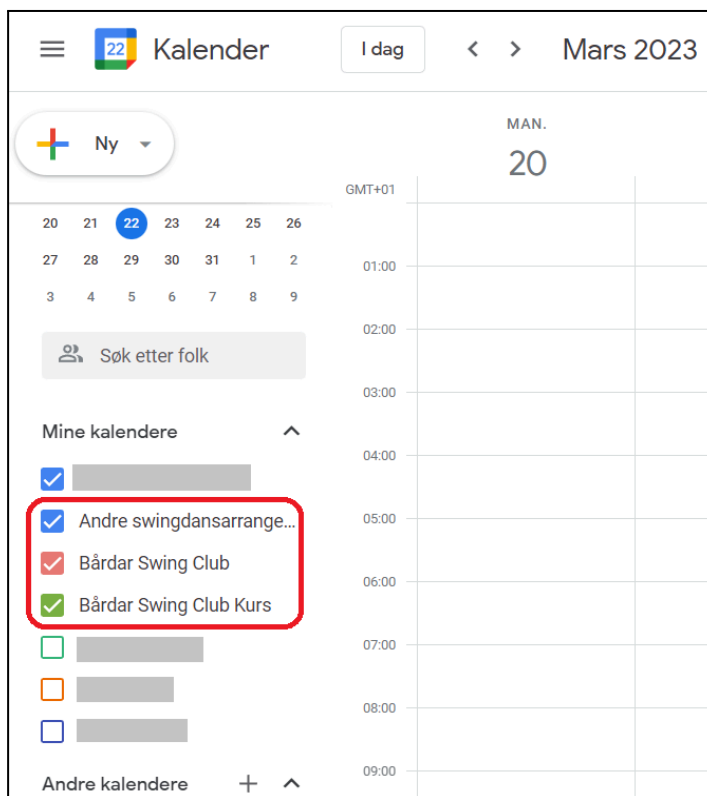 22 Kalender I dag < > Mars 2023
Ny
MAN.
20
GMT+01
20 21 22 23 24 25 26
27 28 29 30 31 1 2
3 4 5 6 7 8 9
Søk etter folk
Mine kalendere
Andre swingdansarrange...
Bårdar Swing Club
Bårdar Swing Club Kurs
Andre kalendere +
01:00
02:00
03:00
04:00
05:00
06:00
07:00
08:00
09:00